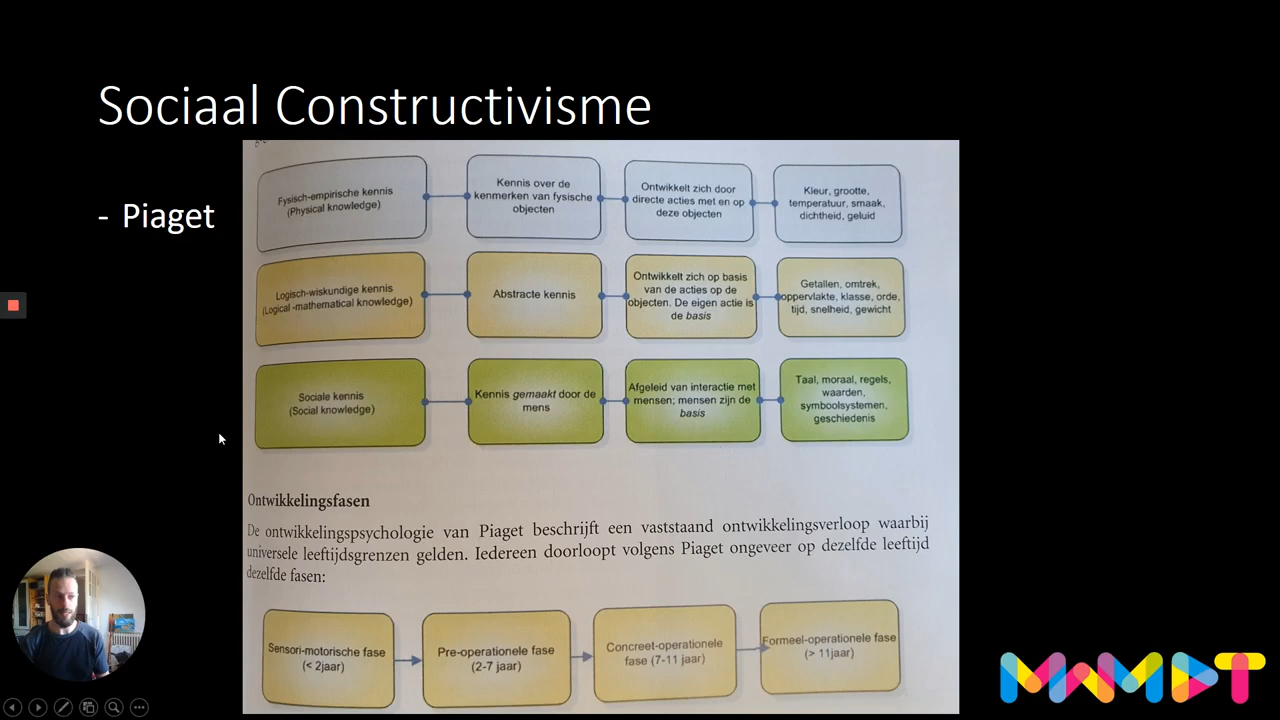 Sociaal Constructivisme
- Piaget
Fysisch-empirische kennis
(Physical knowledge)
Kennis over de
kenmerken van fysische
objecten
Ontwikkelt zich door
directe acties met en op
deze objecten
Kleur, grootte,
temperatuur, smaak,
dichtheid, geluid
Logisch-wiskundige kennis
(Logical -mathematical knowledge)
Abstracte kennis
Ontwikkelt zich op basis
van de acties op de
objecten. De eigen actie is
de basis
Getallen, omtrek,
oppervlakte, klasse, orde,
tijd, snelheid, gewicht
Sociale kennis
(Social knowledge)
Kennis gemaakt door de
mens
Afgeleid van interactie met
mensen; mensen zijn de
basis
Taal, moraal, regels,
waarden,
symboolsystemen,
geschiedenis
Ontwikkelingsfasen
De ontwikkelingspsychologie van Piaget beschrijft een vaststaand ontwikkelingsverloop waarbij
universele leeftijdsgrenzen gelden. Iedereen doorloopt volgens Piaget ongeveer op dezelfde leeftijd
dezelfde fasen:
Sensori-motorische fase
(< 2jaar)
Pre-operationele fase
(2-7 jaar)
Concreet-operationele
fase (7-11 jaar)
Formeel-operationele fase
(> 11jaar)